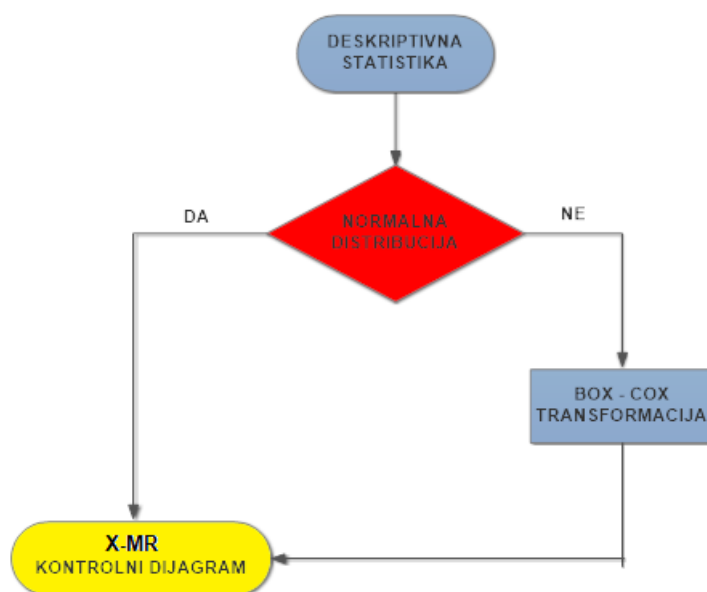 DESKRIPTIVNA
STATISTIKA
DA
NORMALNA
DISTRIBUCIJA
NE
BOX - COX
TRANSFORMACIJA
X-MR
KONTROLNI DIJAGRAM